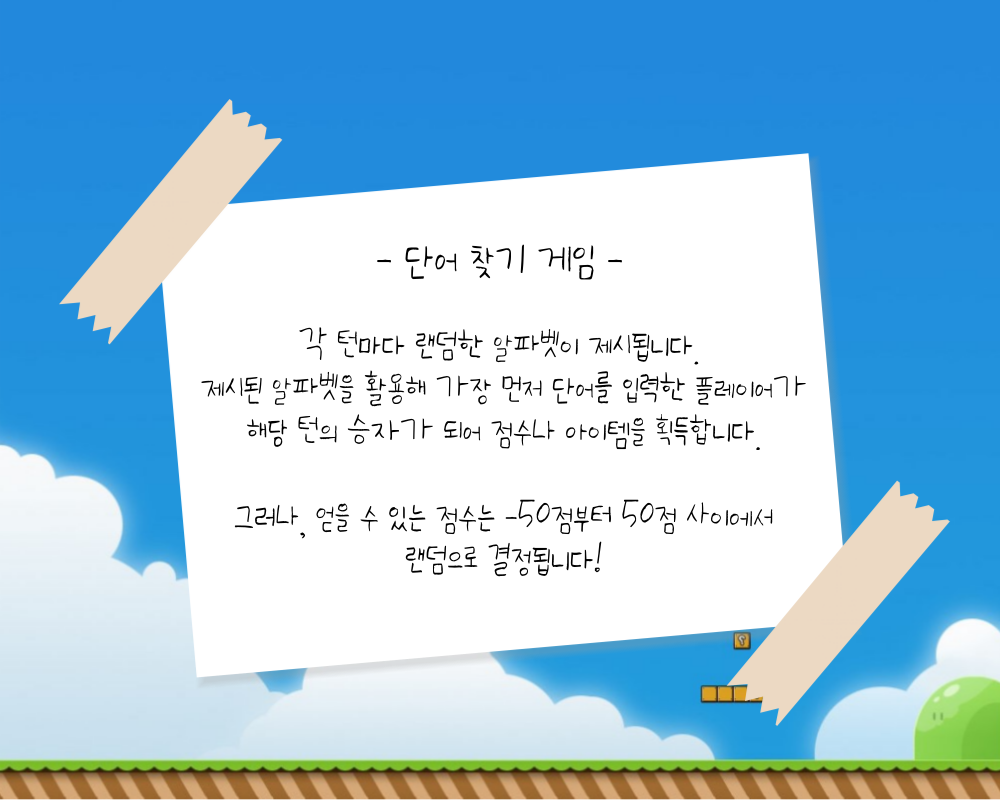 - 단어 찾기 게임 -
각 턴마다 랜덤한 알파벳이 제시됩니다.
제시된 알파벳을 활용해 가장 먼저 단어를 입력한 플레이어가
해당 턴의 승자가 되어 점수나 아이템을 획득합니다.
그러나, 얻을 수 있는 점수는 -50점부터 50점 사이에서
랜덤으로 결정됩니다!